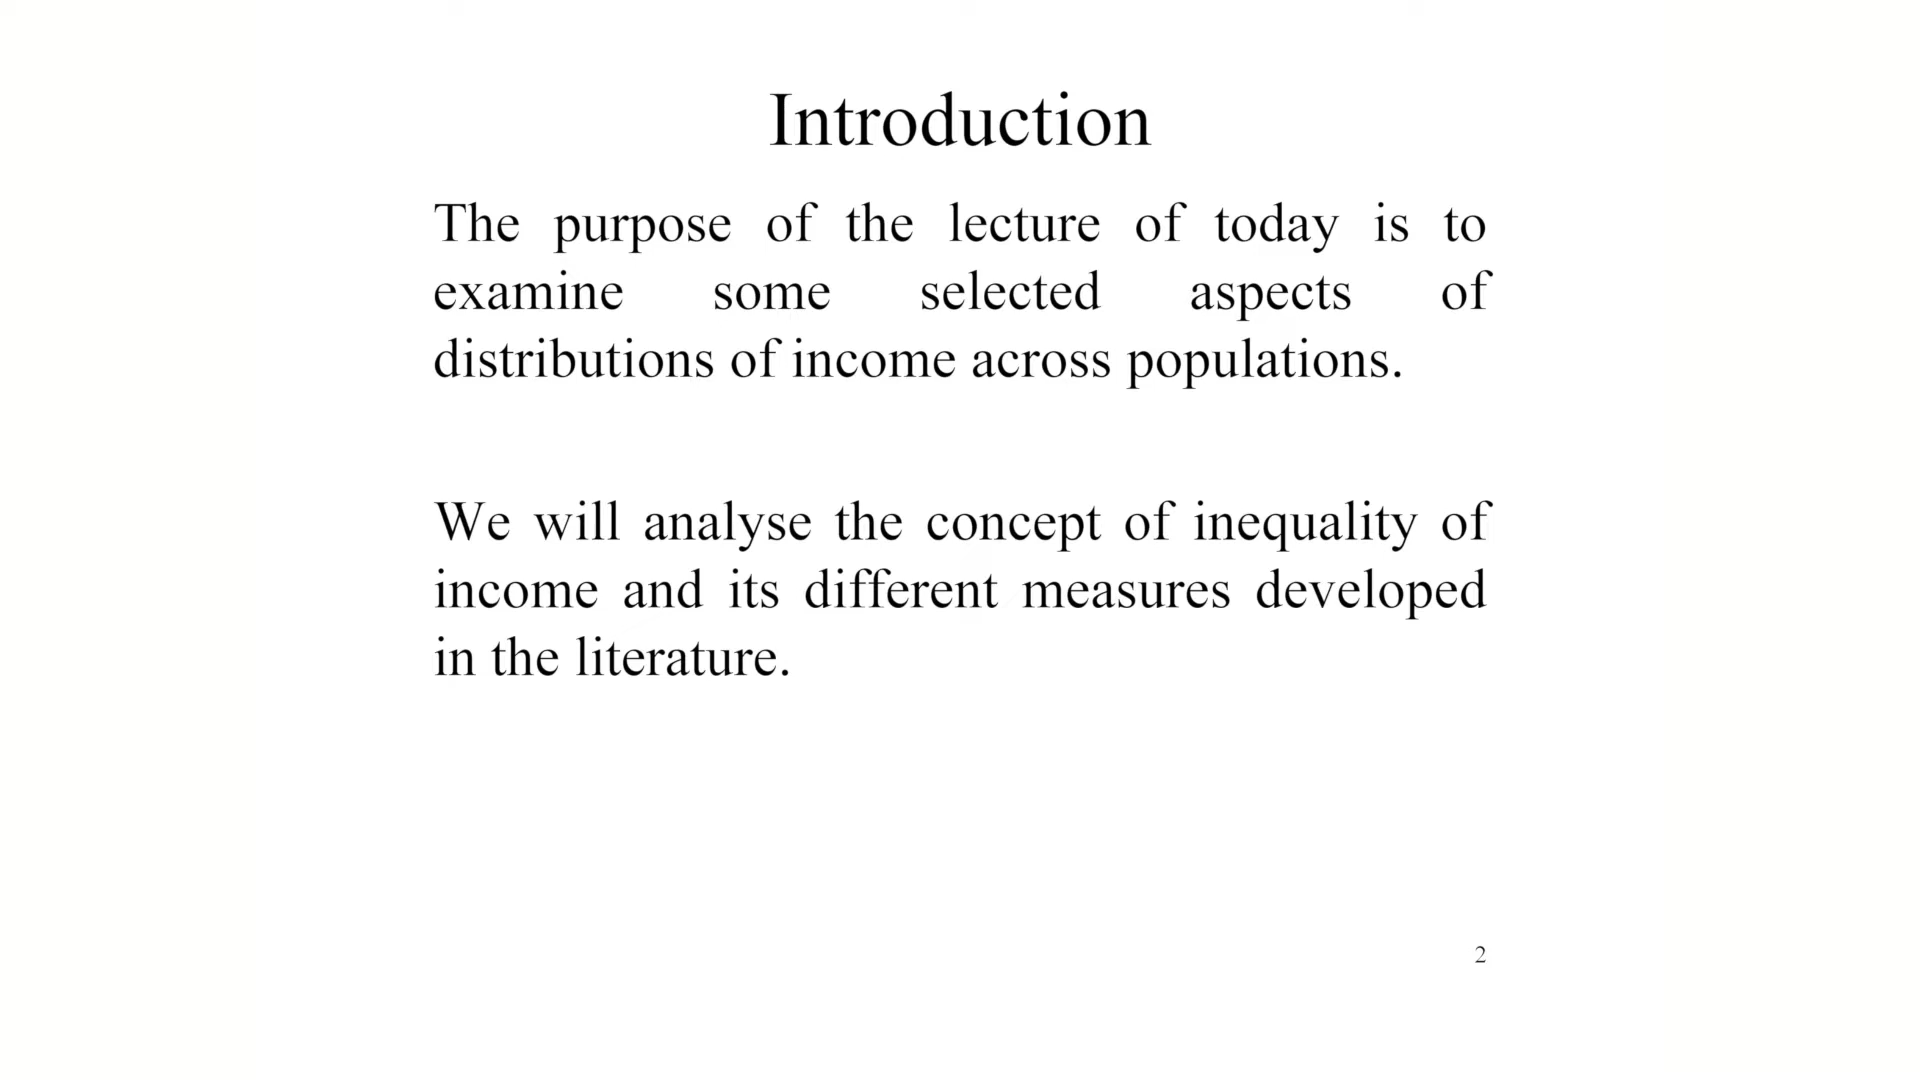 Introduction
The purpose of the lecture of today is to
examine some selected aspects of
distributions of income across populations.
We will analyse the concept of inequality of
income and its different measures developed
in the literature.
2